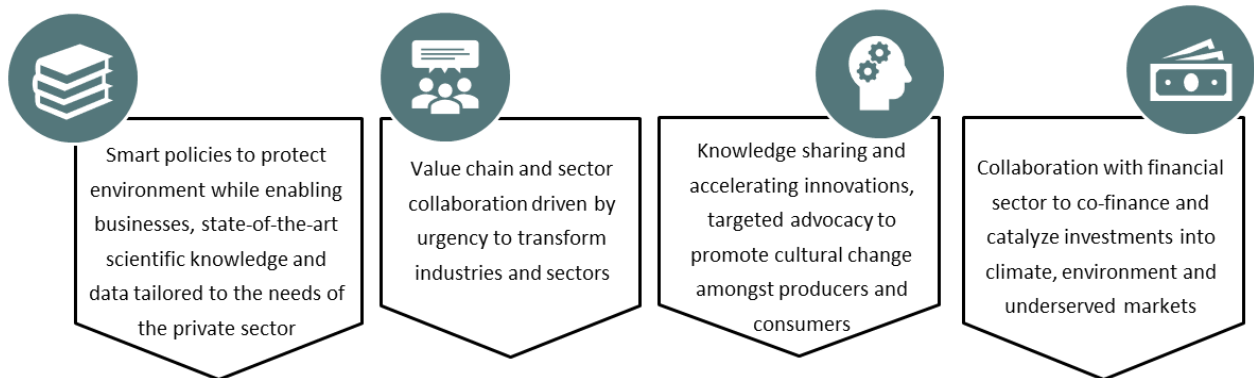 Smart policies to protect
environment while enabling
businesses, state-of-the-art
scientific knowledge and
data tailored to the needs of
the private sector
Value chain and sector
collaboration driven by
urgency to transform
industries and sectors
Knowledge sharing and
accelerating innovations,
targeted advocacy to
promote cultural change
amongst producers and
consumers
Collaboration with financial
sector to co-finance and
catalyze investments into
climate, environment and
underserved markets